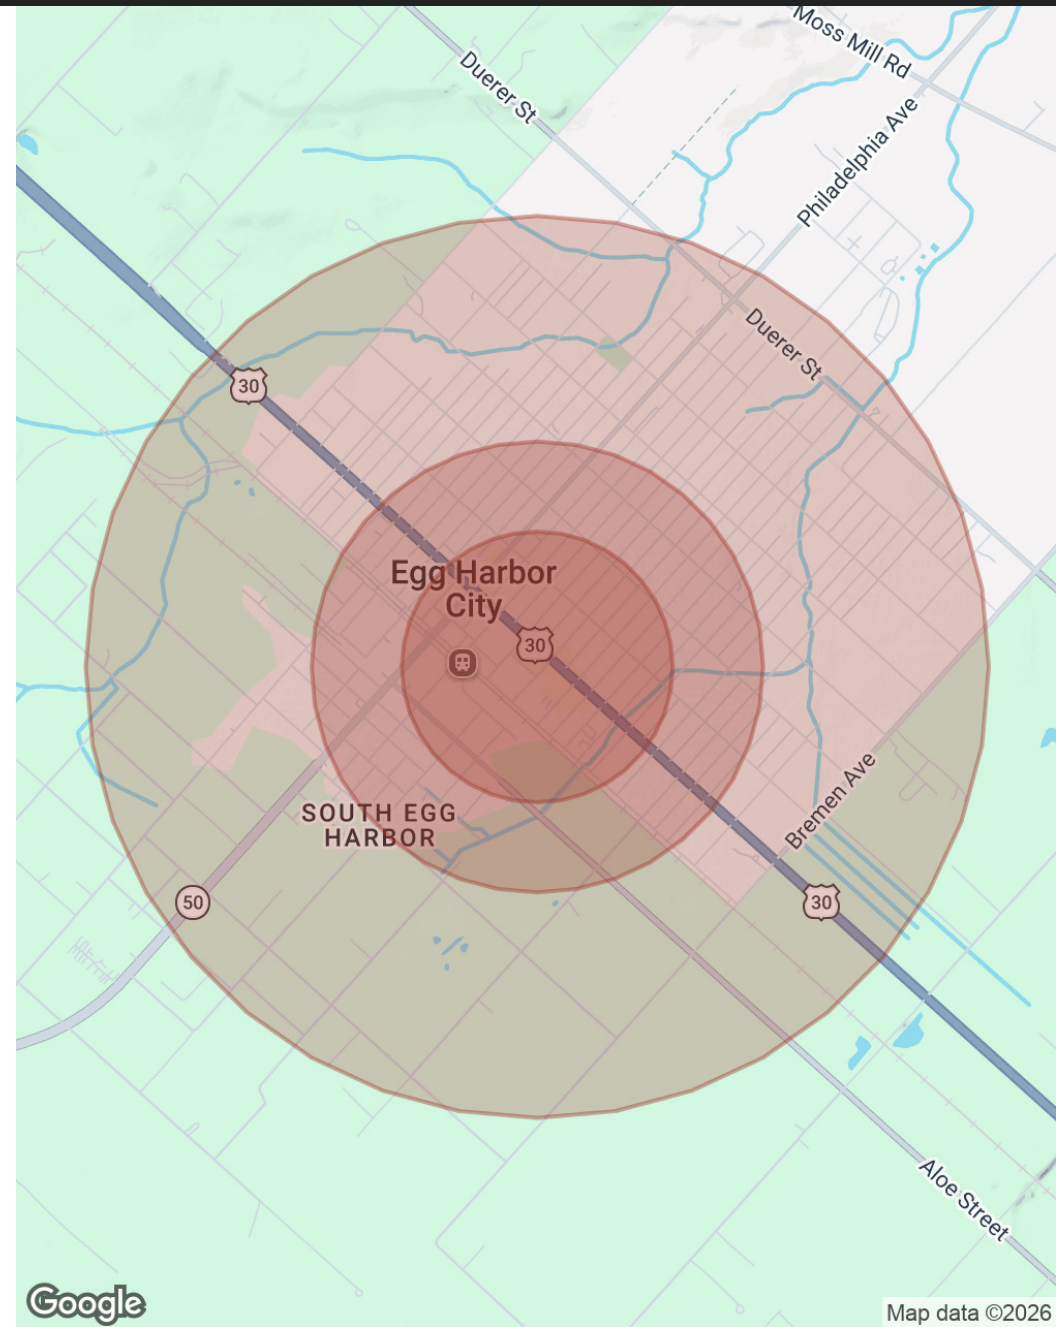 Moss Mill Rd
Duerer St
Philadelphia Ave
Duerer St
30
Egg Harbor
City
30
Bremen Ave
SOUTH EGG
HARBOR
50
30
Aloe Street
Google
Map data ©2026